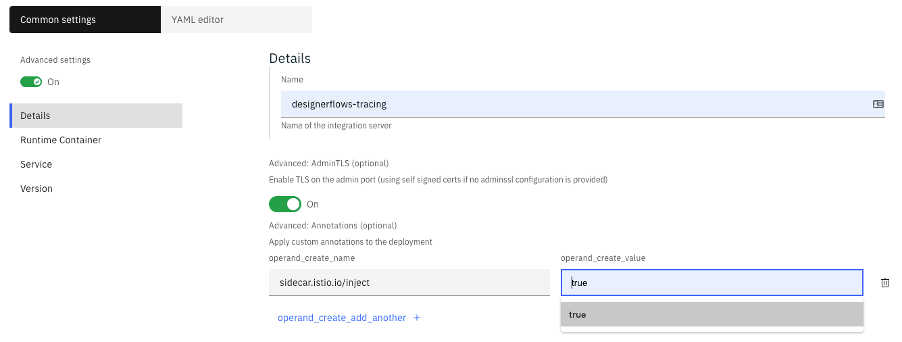 Common settings
YAML editor
Advanced settings
On
Details
Runtime Container
Service
Version
Details
Name
designerflows-tracing
Name of the integration server
Advanced: AdminTLS (optional)
Enable TLS on the admin port (using self signed certs if no adminssl configuration is provided)
On
Advanced: Annotations (optional)
Apply custom annotations to the deployment
operand_create_name
operand_create_value
sidecar.istio.io/inject
true
true
operand_create_add_another +